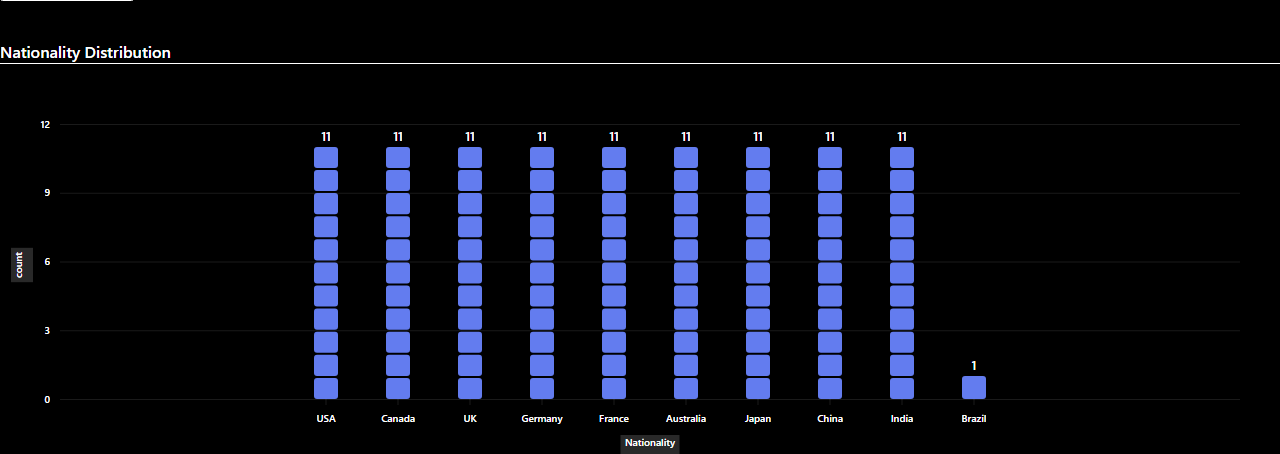 Nationality Distribution
12
9
6
3
0
count
11 11 11 11 11 11 11 11 11 1
USA Canada UK Germany France Australia Japan China India Brazil
Nationality